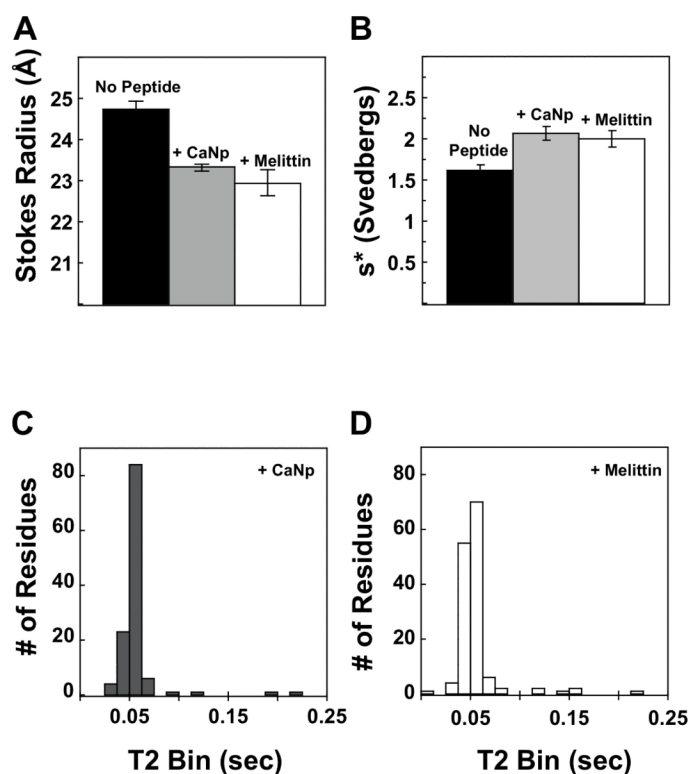 A
Stokes Radius (Å)
25
24
23
22
21
20
No Peptide
+ CaNp
+ Melittin
B
s* (Svedbergs)
2.5
2
1.5
1
0.5
No
Peptide
+ CaNp
+ Melittin
C
# of Residues
80
60
40
20
0
+ CaNp
0.05
0.15
0.25
T2 Bin (sec)
D
# of Residues
80
60
40
20
0
+ Melittin
0.05
0.15
0.25
T2 Bin (sec)